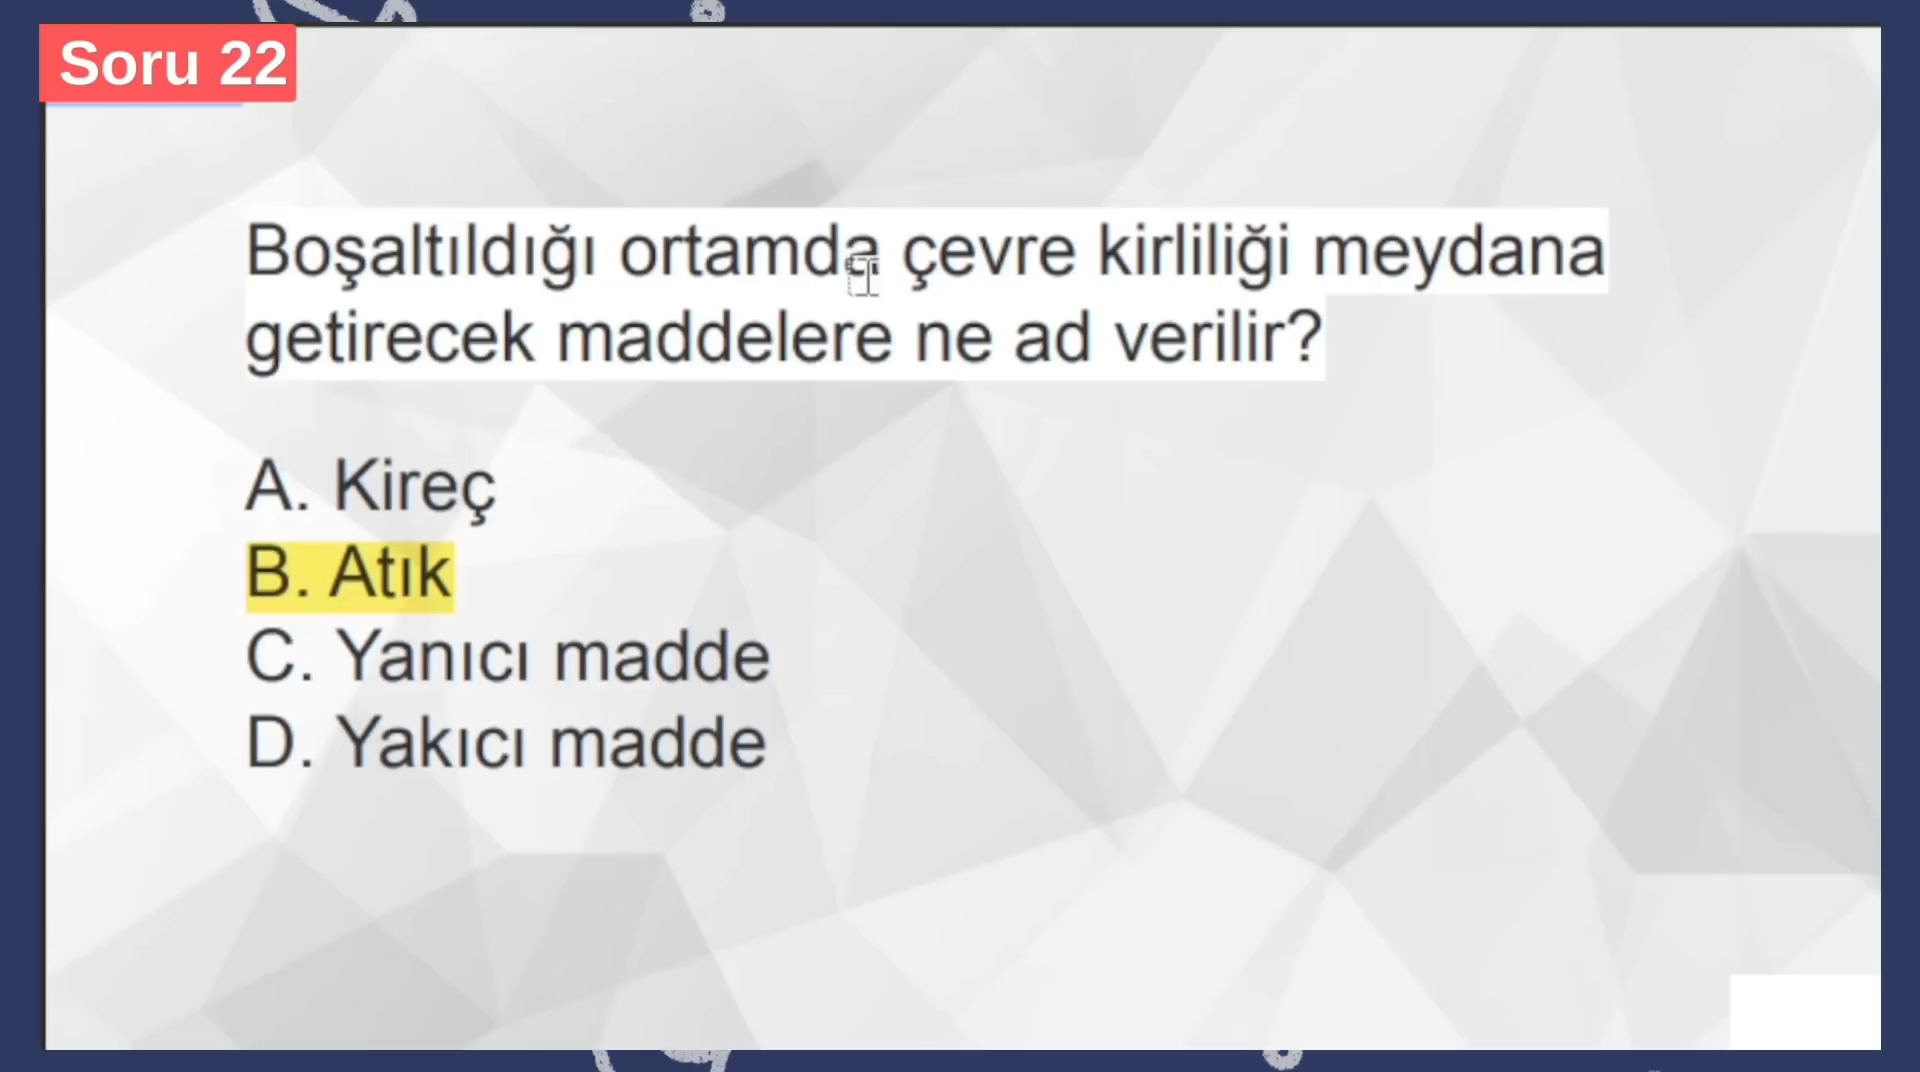 Soru 22
Boşaltıldığı ortamda çevre kirliliği meydana
getirecek maddelere ne ad verilir?
A. Kireç
B. Atık
C. Yanıcı madde
D. Yakıcı madde